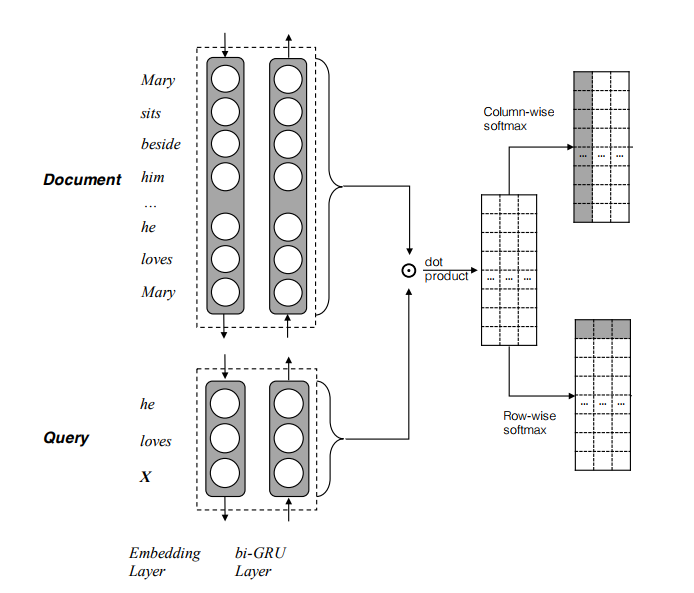 Document
Mary
sits
beside
him
...
he
loves
Mary
Query
he
loves
X
Embedding
Layer
bi-GRU
Layer
dot
product
... ... ...
Column-wise
softmax
... ... ...
Row-wise
softmax
... ... ...